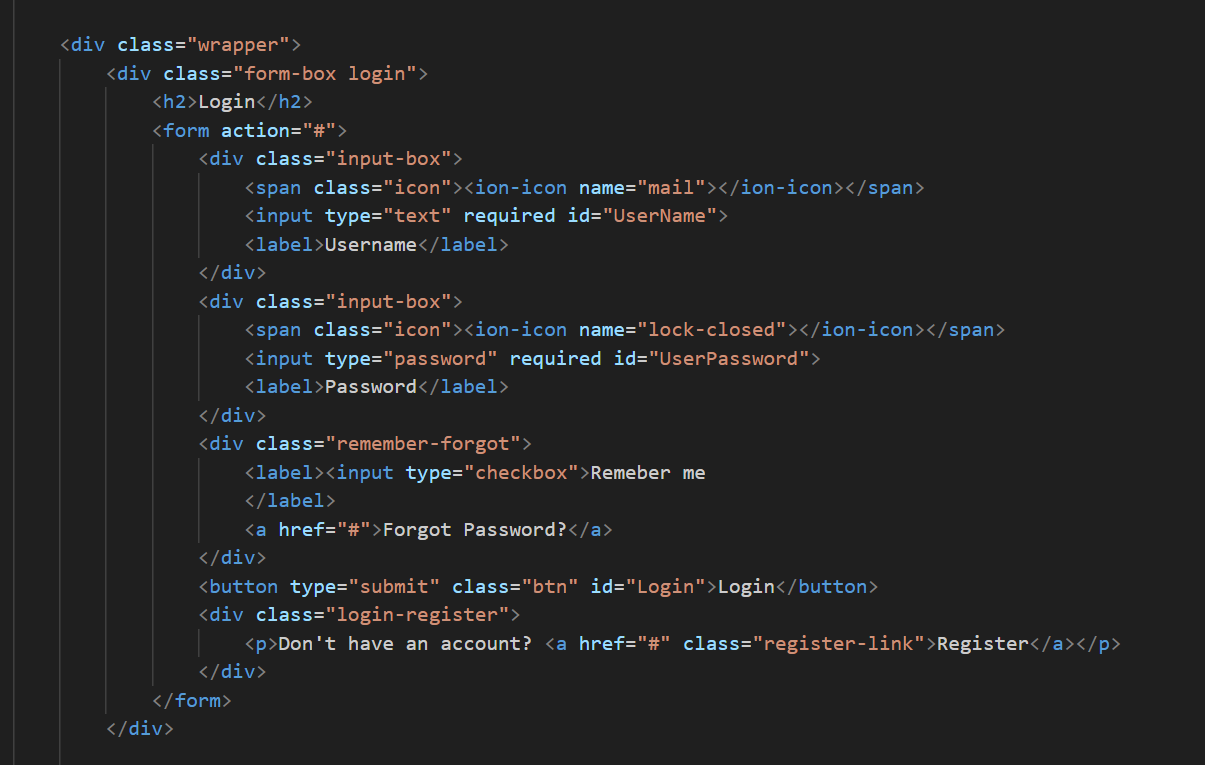 <div class="wrapper">
<div class="form-box login">
<h2>Login</h2>
<form action="#">
<div class="input-box">
<span class="icon"><ion-icon name="mail"></ion-icon></span>
<input type="text" required id="UserName">
<label>Username</label>
</div>
<div class="input-box">
<span class="icon"><ion-icon name="lock-closed"></ion-icon></span>
<input type="password" required id="UserPassword">
<label>Password</label>
</div>
<div class="remember-forgot">
<label><input type="checkbox">Remeber me
</label>
<a href="#">Forgot Password?</a>
</div>
<button type="submit" class="btn" id="Login">Login</button>
<div class="login-register">
<p>Don't have an account? <a href="#" class="register-link">Register</a></p>
</div>
</form>
</div>